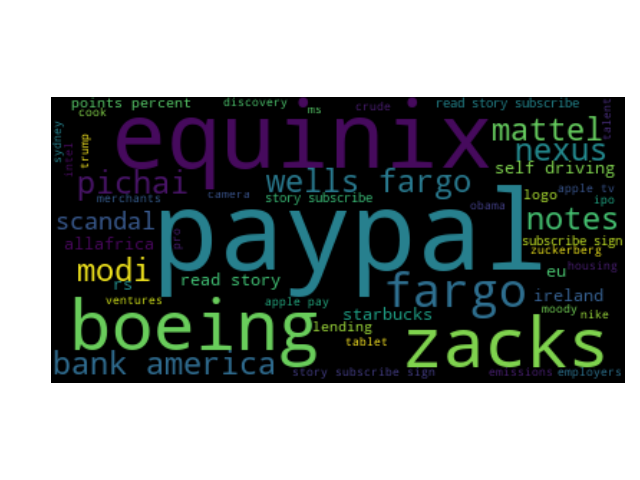 points percent
discovery
ms
crude
read story subscribe
talent
cook
sydney
intel
trump
equinix
mattel
nexus
self driving
pichai
wells fargo
merchants
camera
story subscribe
obama
logo
apple tv
ipo
scandal
paypal
notes
allafrica
pro
subscribe sign
zuckerberg
modi
rs
read story
fargo
eu
housing
ventures
apple pay
ireland
boeing
lending
starbucks
moody
nike
tablet
zacks
bank america
story subscribe sign
emissions
employers